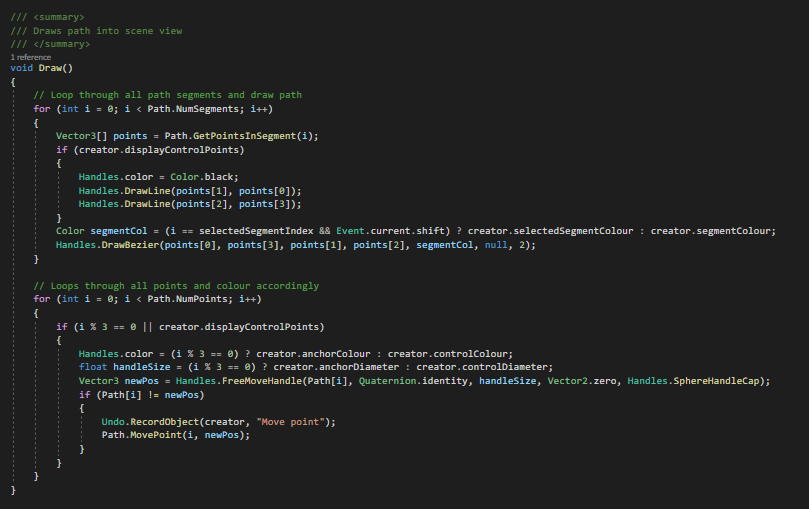 /// <summary>
/// Draws path into scene view
/// </summary>
1 reference
void Draw()
{
    // Loop through all path segments and draw path
    for (int i = 0; i < Path.NumSegments; i++)
    {
        Vector3[] points = Path.GetPointsInSegment(i);
        if (creator.displayControlPoints)
        {
            Handles.color = Color.black;
            Handles.DrawLine(points[1], points[0]);
            Handles.DrawLine(points[2], points[3]);
        }
        Color segmentCol = (i == selectedSegmentIndex && Event.current.shift) ? creator.selectedSegmentColour : creator.segmentColour;
        Handles.DrawBezier(points[0], points[3], points[1], points[2], segmentCol, null, 2);
    }

    // Loops through all points and colour accordingly
    for (int i = 0; i < Path.NumPoints; i++)
    {
        if (i % 3 == 0 || creator.displayControlPoints)
        {
            Handles.color = (i % 3 == 0) ? creator.anchorColour : creator.controlColour;
            float handleSize = (i % 3 == 0) ? creator.anchorDiameter : creator.controlDiameter;
            Vector3 newPos = Handles.FreeMoveHandle(Path[i], Quaternion.identity, handleSize, Vector2.zero, Handles.SphereHandleCap);
            if (Path[i] != newPos)
            {
                Undo.RecordObject(creator, "Move point");
                Path.MovePoint(i, newPos);
            }
        }
    }
}